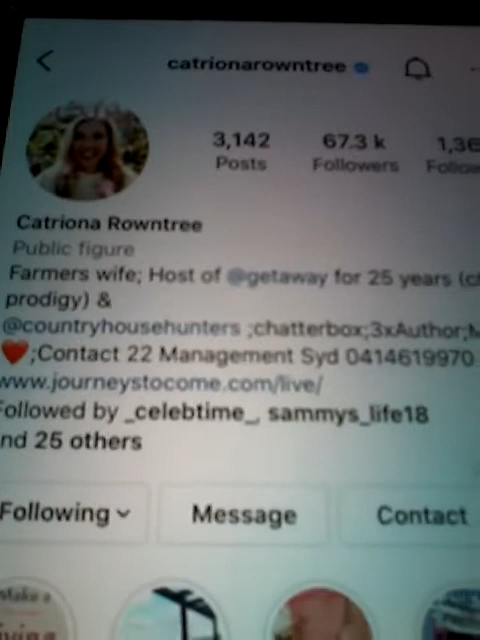 catrionarowntree
3,142 67.3 k
Posts Followers
Catriona Rowntree
Public figure
Farmers wife; Host of @getaway for 25 years
prodigy) &
@countryhousehunters ;chatterbox;3xAuthor;
❤️;Contact 22 Management Syd 0414619970
www.journeystocome.com/live/
Followed by _celebtime_, sammys_life18
nd 25 others
Following Message Contact
Make a